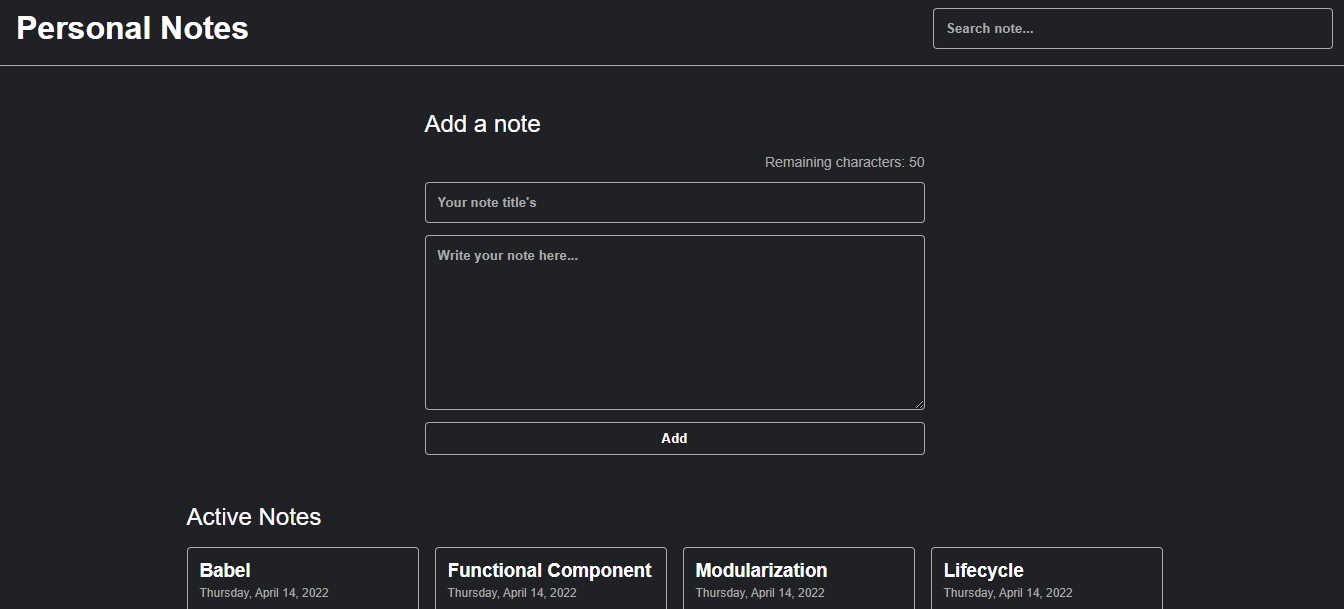 Personal Notes
Search note...
Add a note
Remaining characters: 50
Your note title's
Write your note here...
Add
Active Notes
Babel
Thursday, April 14, 2022
Functional Component
Thursday, April 14, 2022
Modularization
Thursday, April 14, 2022
Lifecycle
Thursday, April 14, 2022